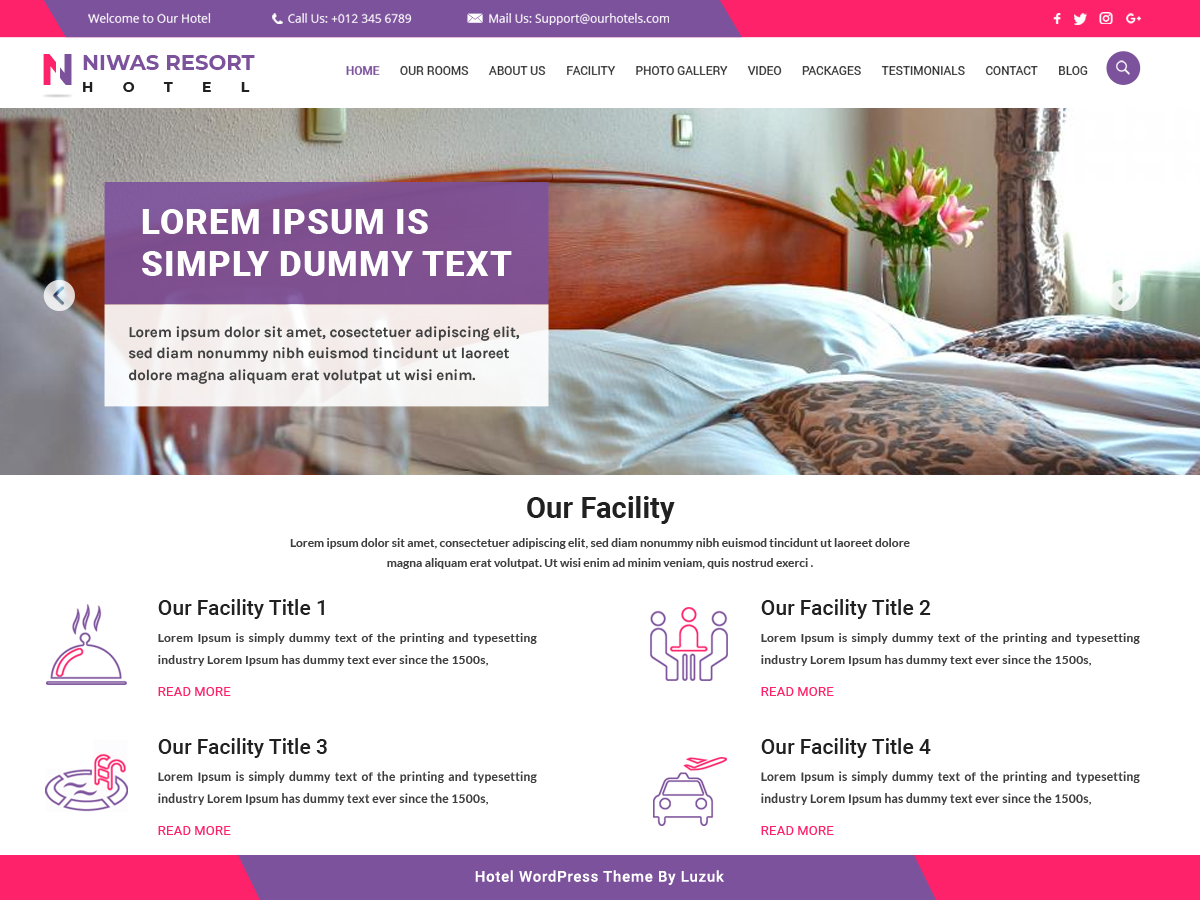 Welcome to Our Hotel
Call Us: +012 345 6789
Mail Us: Support@ourhotels.com
NIWAS RESORT
HOTEL
HOME
OUR ROOMS
ABOUT US
FACILITY
PHOTO GALLERY
VIDEO
PACKAGES
TESTIMONIALS
CONTACT
BLOG
LOREM IPSUM IS
SIMPLY DUMMY TEXT
Lorem ipsum dolor sit amet, cosectetuer adipiscing elit,
sed diam nonummy nibh euismod tincidunt ut laoreet
dolore magna aliquam erat volutpat ut wisi enim.
Our Facility
Lorem ipsum dolor sit amet, consectetuer adipiscing elit, sed diam nonummy nibh euismod tincidunt ut laoreet dolore
magna aliquam erat volutpat. Ut wisi enim ad minim veniam, quis nostrud exerci .
Our Facility Title 1
Lorem Ipsum is simply dummy text of the printing and typesetting
industry Lorem Ipsum has dummy text ever since the 1500s,
READ MORE
Our Facility Title 2
Lorem Ipsum is simply dummy text of the printing and typesetting
industry Lorem Ipsum has dummy text ever since the 1500s,
READ MORE
Our Facility Title 3
Lorem Ipsum is simply dummy text of the printing and typesetting
industry Lorem Ipsum has dummy text ever since the 1500s,
READ MORE
Our Facility Title 4
Lorem Ipsum is simply dummy text of the printing and typesetting
industry Lorem Ipsum has dummy text ever since the 1500s,
READ MORE
Hotel WordPress Theme By Luzuk